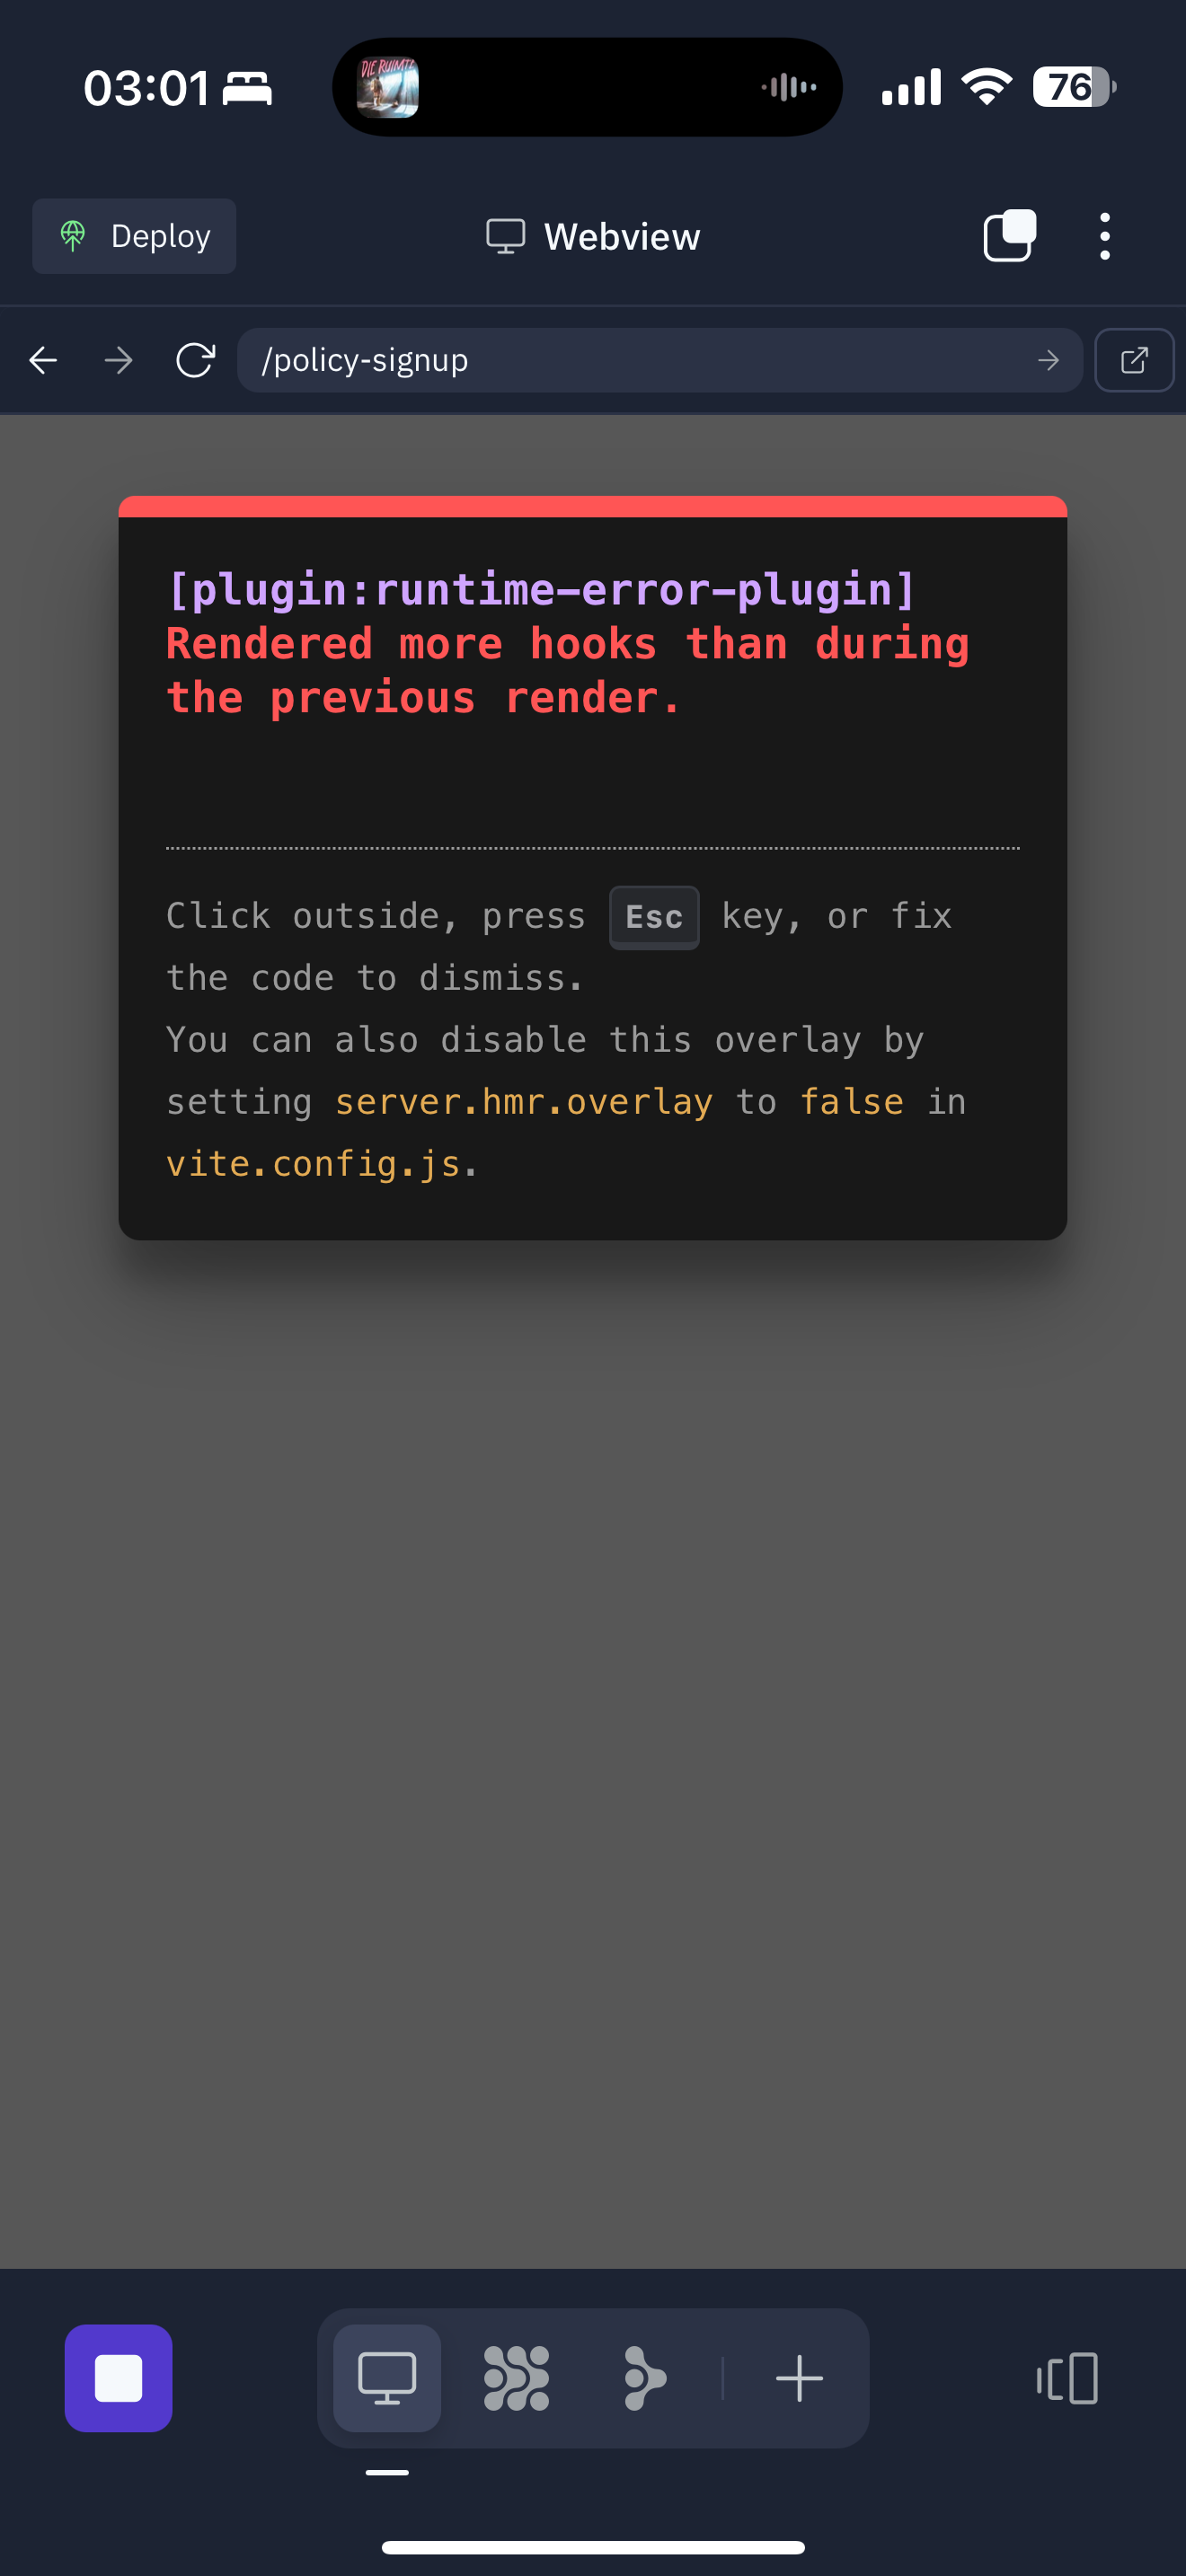 03:01
DIE RUIMTE
76
Deploy
Webview
/policy-signup
[plugin:runtime-error-plugin]
Rendered more hooks than during
the previous render.
Click outside, press Esc key, or fix
the code to dismiss.
You can also disable this overlay by
setting server.hmr.overlay to false in
vite.config.js.